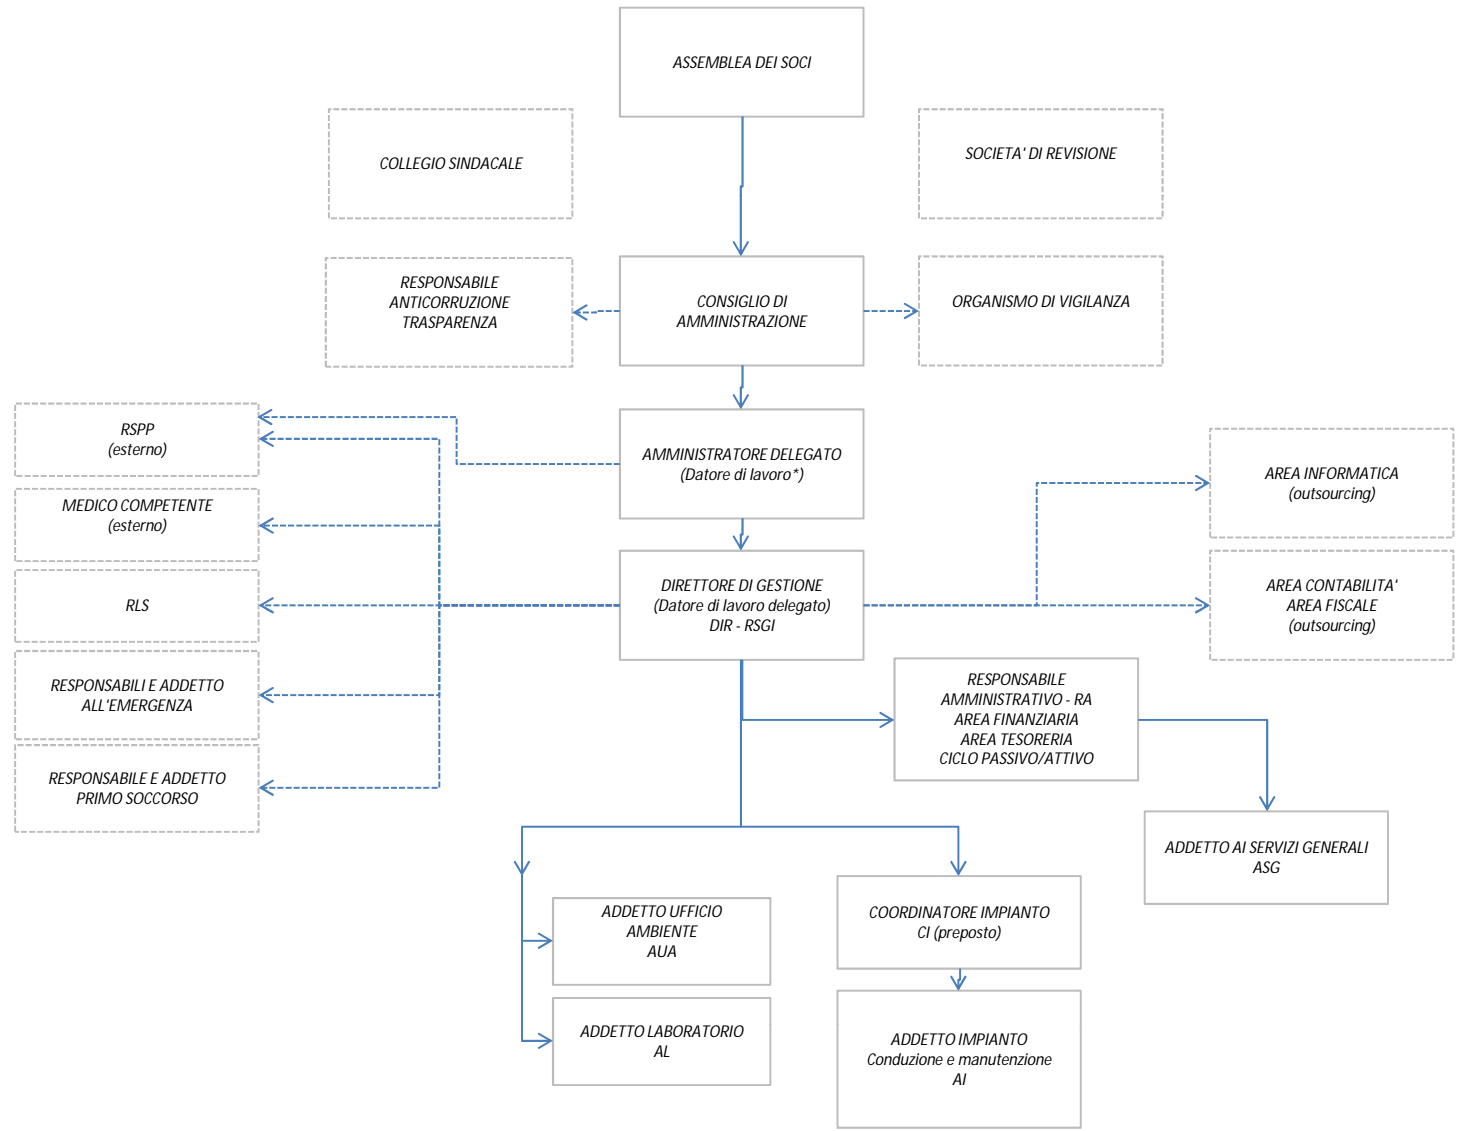 ASSEMBLEA DEI SOCI
COLLEGIO SINDACALE
SOCIETA' DI REVISIONE
RESPONSABILE
ANTICORRUZIONE
TRASPARENZA
CONSIGLIO DI
AMMINISTRAZIONE
ORGANISMO DI VIGILANZA
RSPP
(esterno)
AMMINISTRATORE DELEGATO
(Datore di lavoro*)
AREA INFORMATICA
(outsourcing)
MEDICO COMPETENTE
(esterno)
RLS
DIRETTORE DI GESTIONE
(Datore di lavoro delegato)
DIR - RSGI
AREA CONTABILITA'
AREA FISCALE
(outsourcing)
RESPONSABILI E ADDETTO
ALL'EMERGENZA
RESPONSABILE
AMMINISTRATIVO - RA
AREA FINANZIARIA
AREA TESORERIA
CICLO PASSIVO/ATTIVO
RESPONSABILE E ADDETTO
PRIMO SOCCORSO
ADDETTO AI SERVIZI GENERALI
ASG
ADDETTO UFFICIO
AMBIENTE
AUA
COORDINATORE IMPIANTO
CI (preposto)
ADDETTO LABORATORIO
AL
ADDETTO IMPIANTO
Conduzione e manutenzione
AI